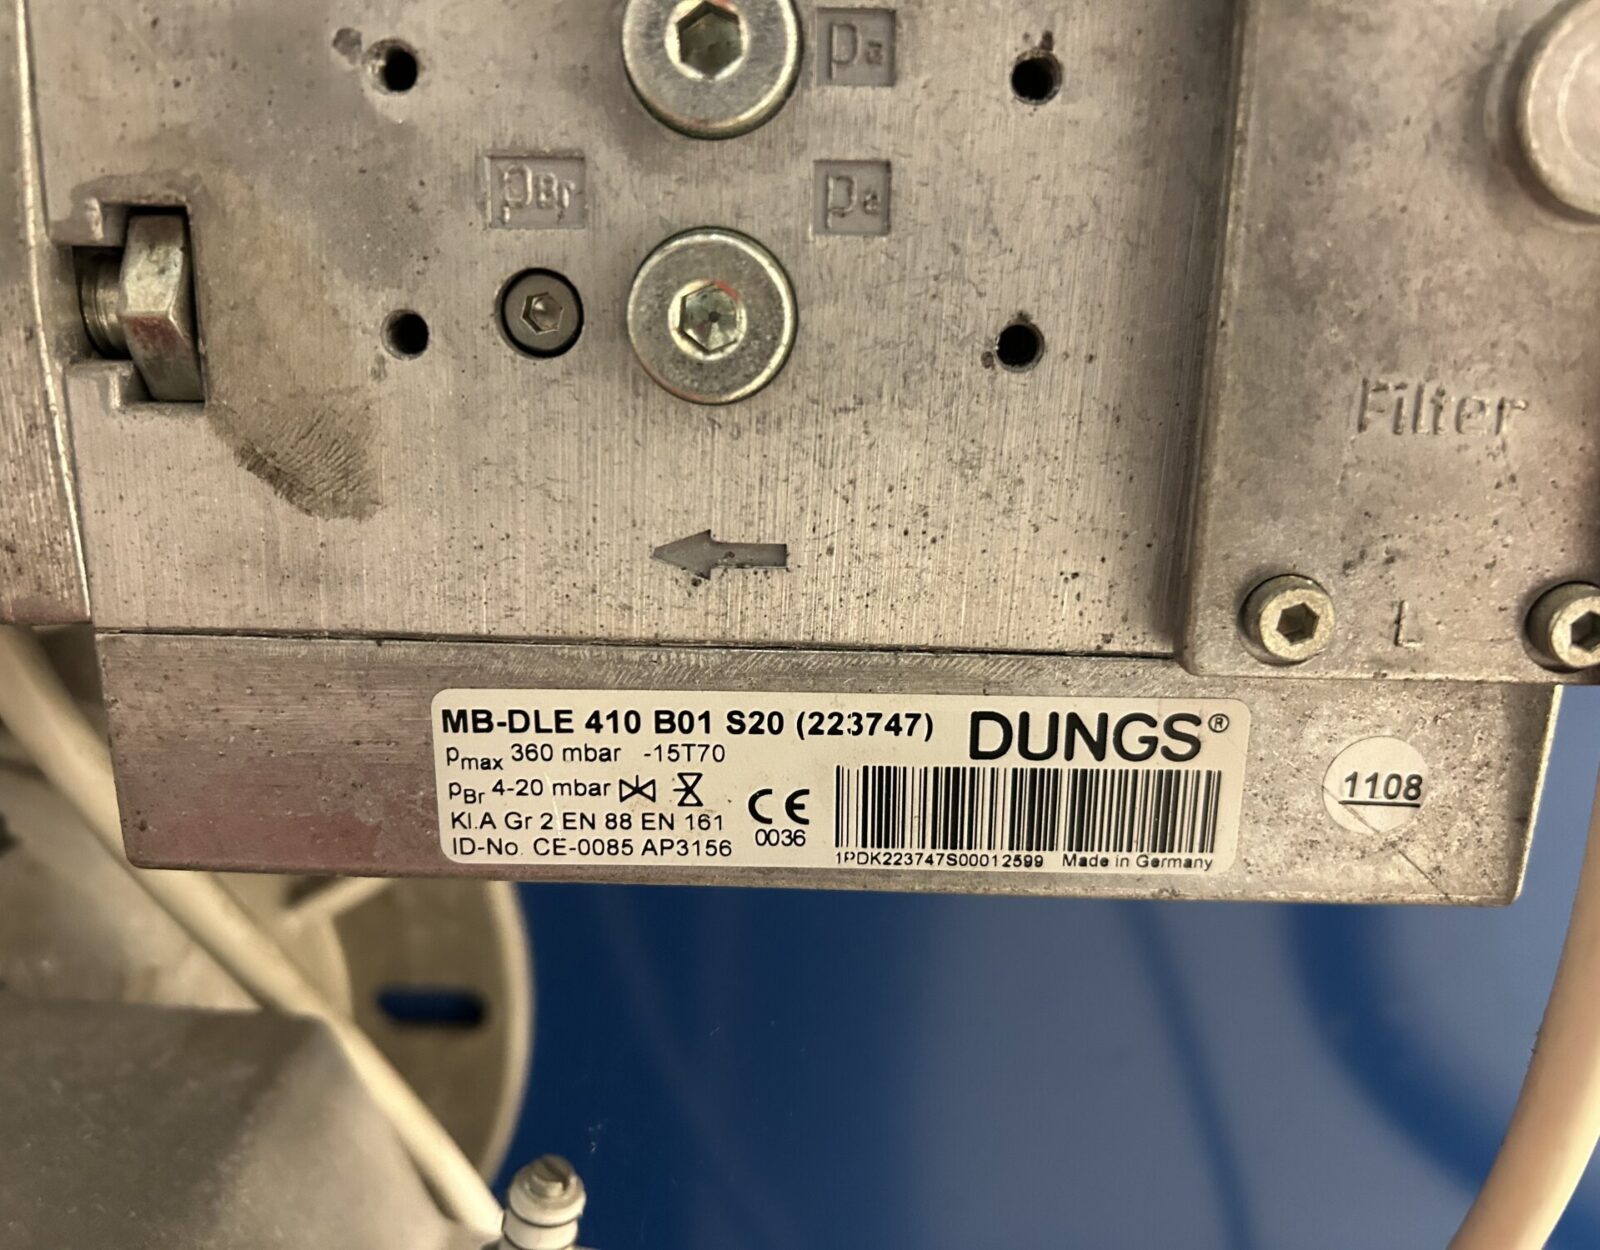 pa
pBr
pe
Filter
L
MB-DLE 410 B01 S20 (223747)
DUNGS®
pmax 360 mbar -15T70
pBr 4-20 mbar
Kl.A Gr 2 EN 88 EN 161
ID-No. CE-0085 AP3156
CE
0036
1PDK223747S00012599 Made in Germany
1108